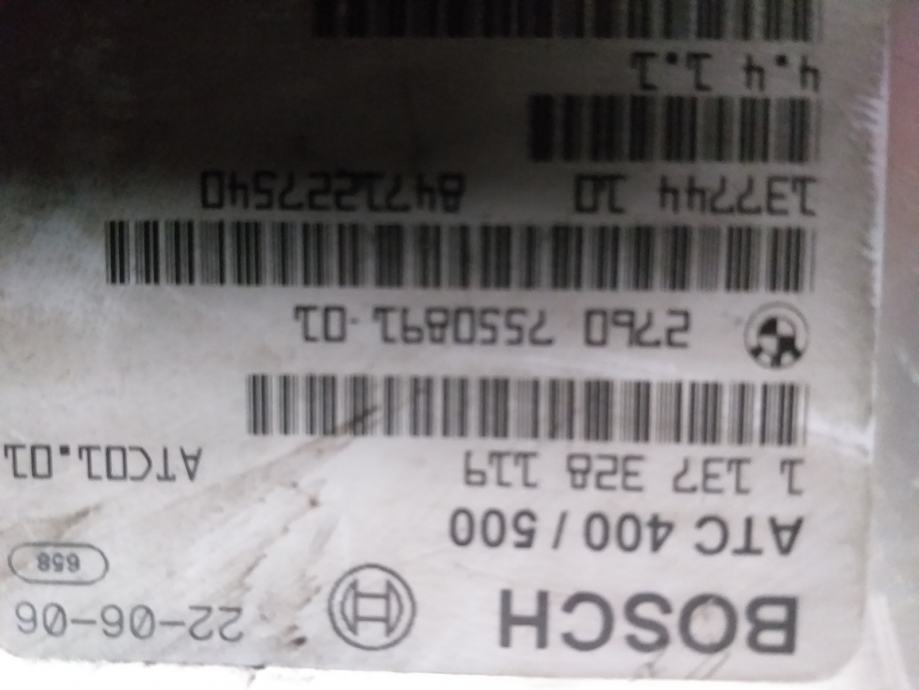 BOSCH 22-06-06
ATC 400 / 500 658
1 137 328 119 ATC01.01
2760 7550891-01
137744 10 8471227540
4.4 1.1